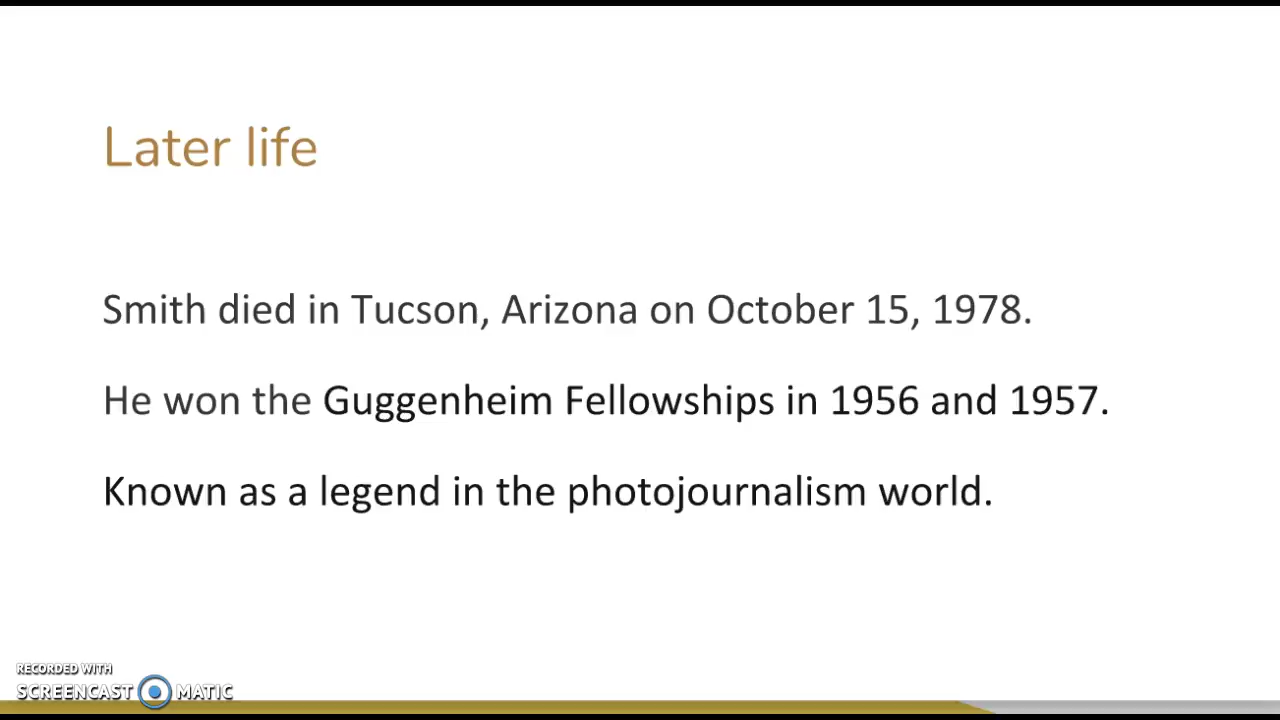 Later life
Smith died in Tucson, Arizona on October 15, 1978.
He won the Guggenheim Fellowships in 1956 and 1957.
Known as a legend in the photojournalism world.
RECORDED WITH
SCREENCAST MATIC